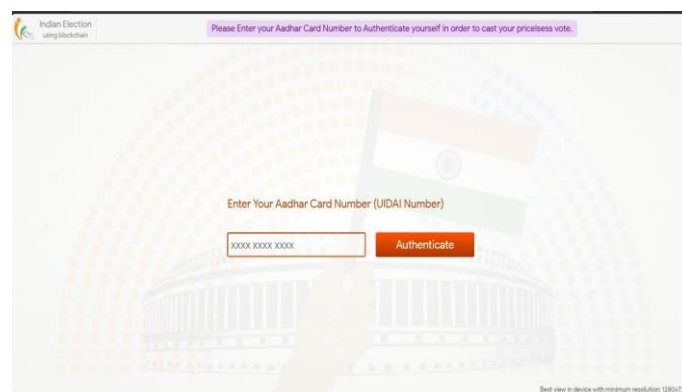 Indian Election
using blockchain
Please Enter your Aadhar Card Number to Authenticate yourself in order to cast your pricelsess vote.
Enter Your Aadhar Card Number (UIDAI Number)
XXXX XXXX XXXX
Authenticate
Best view in device with minimum resolution: